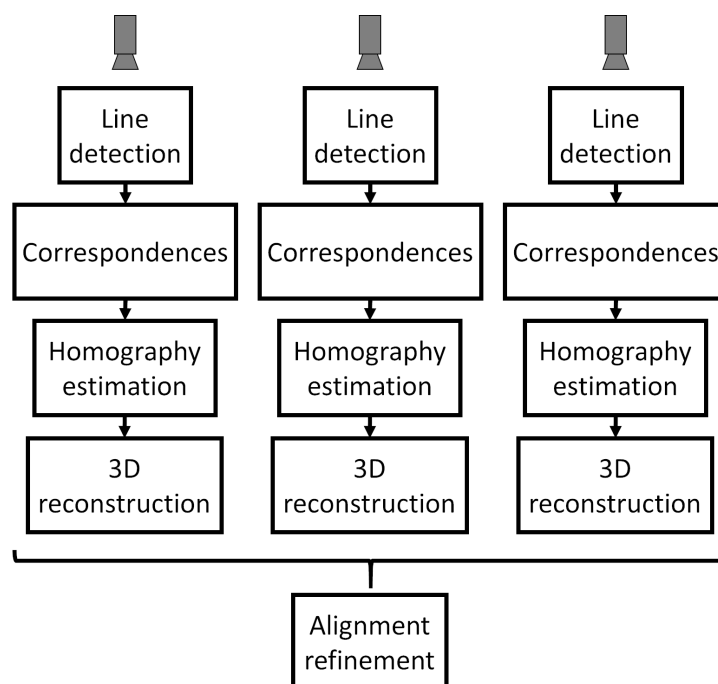 Line
detection
Line
detection
Line
detection
Correspondences
Correspondences
Correspondences
Homography
estimation
Homography
estimation
Homography
estimation
3D
reconstruction
3D
reconstruction
3D
reconstruction
Alignment
refinement